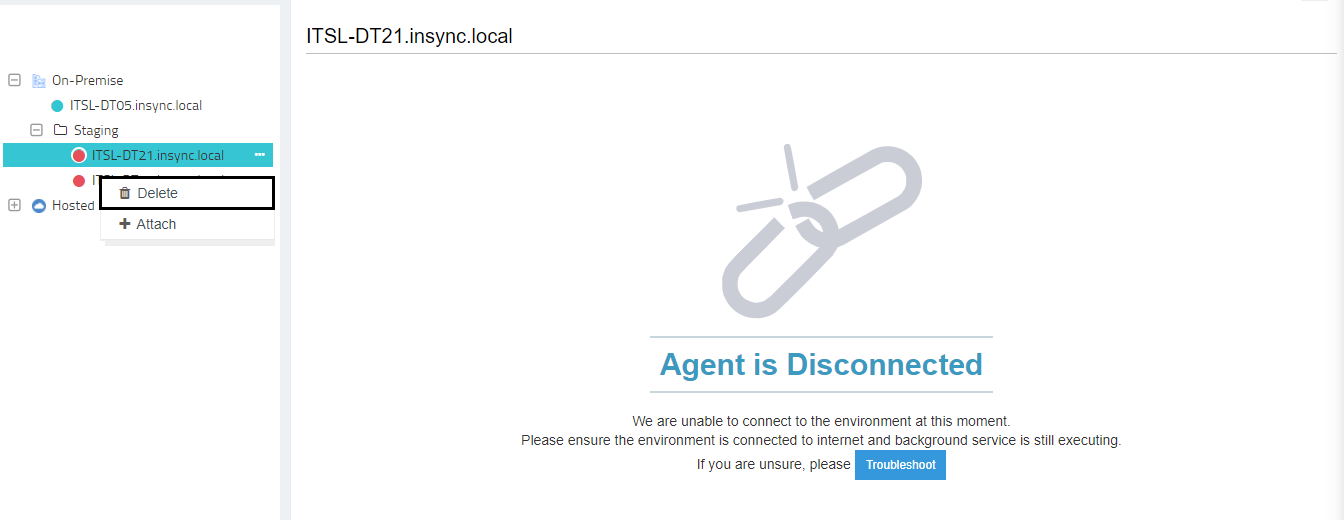 ITSL-DT21.insync.local
On-Premise
ITSL-DT05.insync.local
Staging
ITSL-DT21.insync.local
Hosted
Delete
Attach
Agent is Disconnected
We are unable to connect to the environment at this moment.
Please ensure the environment is connected to internet and background service is still executing.
If you are unsure, please Troubleshoot